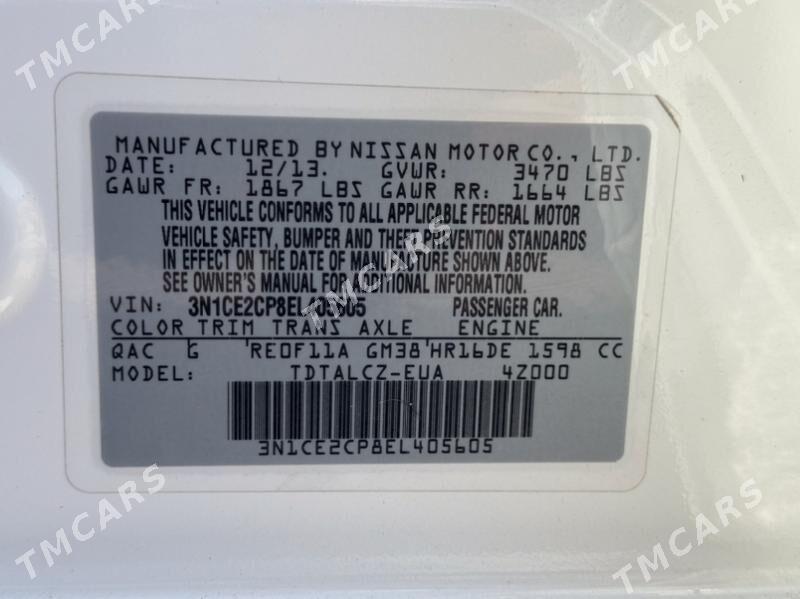 TMCARS
TMCARS
MANUFACTURED BY NISSAN MOTOR CO., LTD.
DATE: 12/13. GVWR: 3470 LBS
GAWR FR: 1867 LBS GAWR RR: 1664 LBS
THIS VEHICLE CONFORMS TO ALL APPLICABLE FEDERAL MOTOR
VEHICLE SAFETY, BUMPER AND THEFT PREVENTION STANDARDS
IN EFFECT ON THE DATE OF MANUFACTURE SHOWN ABOVE.
SEE OWNER'S MANUAL FOR ADDITIONAL INFORMATION.
TMCARS
VIN: 3N1CE2CP8EL405605 PASSENGER CAR.
COLOR TRIM TRANS AXLE ENGINE
QAC G 'RE0F11A GM38'HR16DE 1598 CC
MODEL: TDTALCZ-EUA 4Z000
3N1CE2CP8EL405605
TMCARS
TMCARS